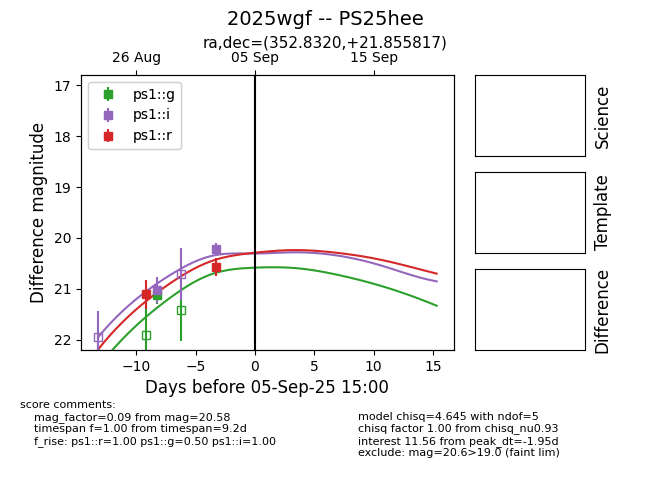 2025wgf -- PS25hee
ra,dec=(352.8320,+21.855817)
26 Aug 05 Sep 15 Sep
ps1::g
ps1::i
ps1::r
17
18
19
20
21
22
Difference magnitude
−10 −5 0 5 10 15
Days before 05-Sep-25 15:00
Science
Template
Difference
score comments:
mag_factor=0.09 from mag=20.58
timespan f=1.00 from timespan=9.2d
f_rise: ps1::r=1.00 ps1::g=0.50 ps1::i=1.00
model chisq=4.645 with ndof=5
chisq factor 1.00 from chisq_nu0.93
interest 11.56 from peak_dt=-1.95d
exclude: mag=20.6>19.0 (faint lim)